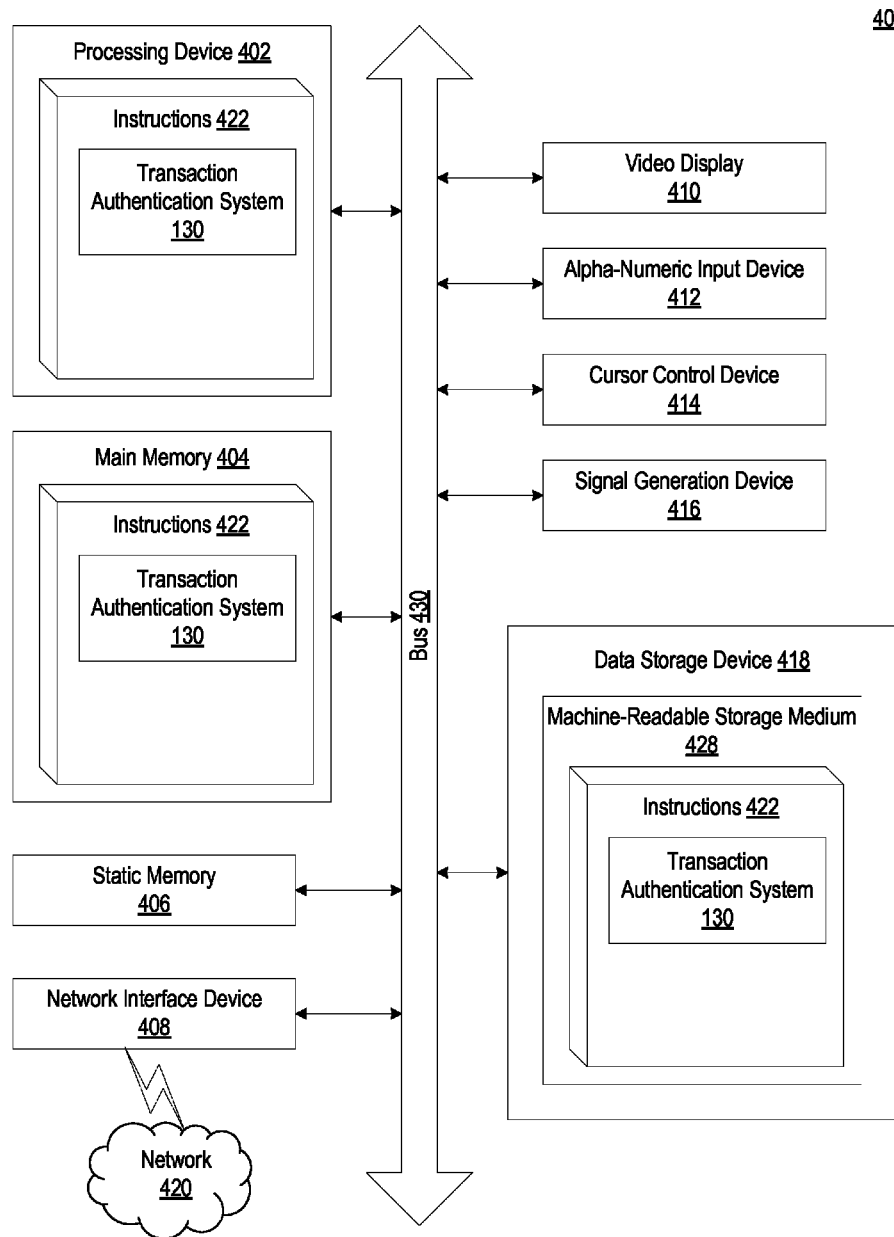 40
Processing Device 402
Instructions 422
Transaction
Authentication System
130
Main Memory 404
Instructions 422
Transaction
Authentication System
130
Static Memory
406
Network Interface Device
408
Network
420
Bus 430
Video Display
410
Alpha-Numeric Input Device
412
Cursor Control Device
414
Signal Generation Device
416
Data Storage Device 418
Machine-Readable Storage Medium
428
Instructions 422
Transaction
Authentication System
130